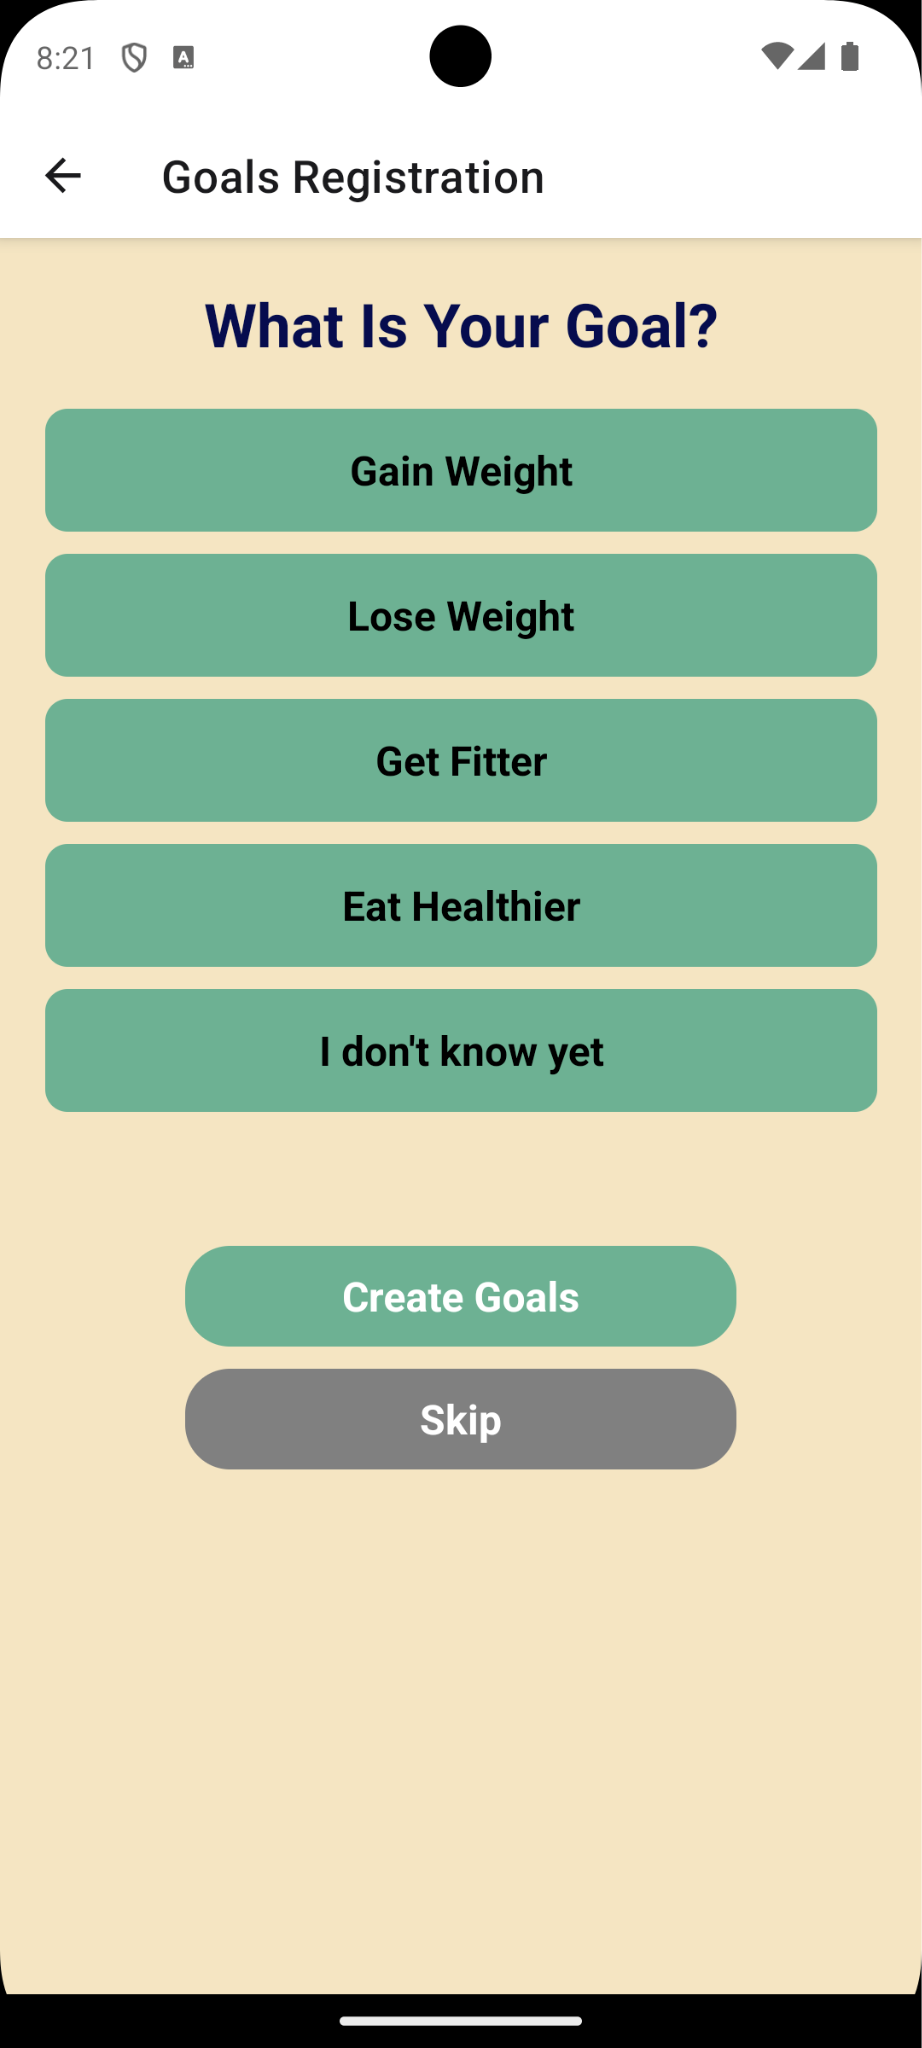 8:21
Goals Registration
What Is Your Goal?
Gain Weight
Lose Weight
Get Fitter
Eat Healthier
I don't know yet
Create Goals
Skip